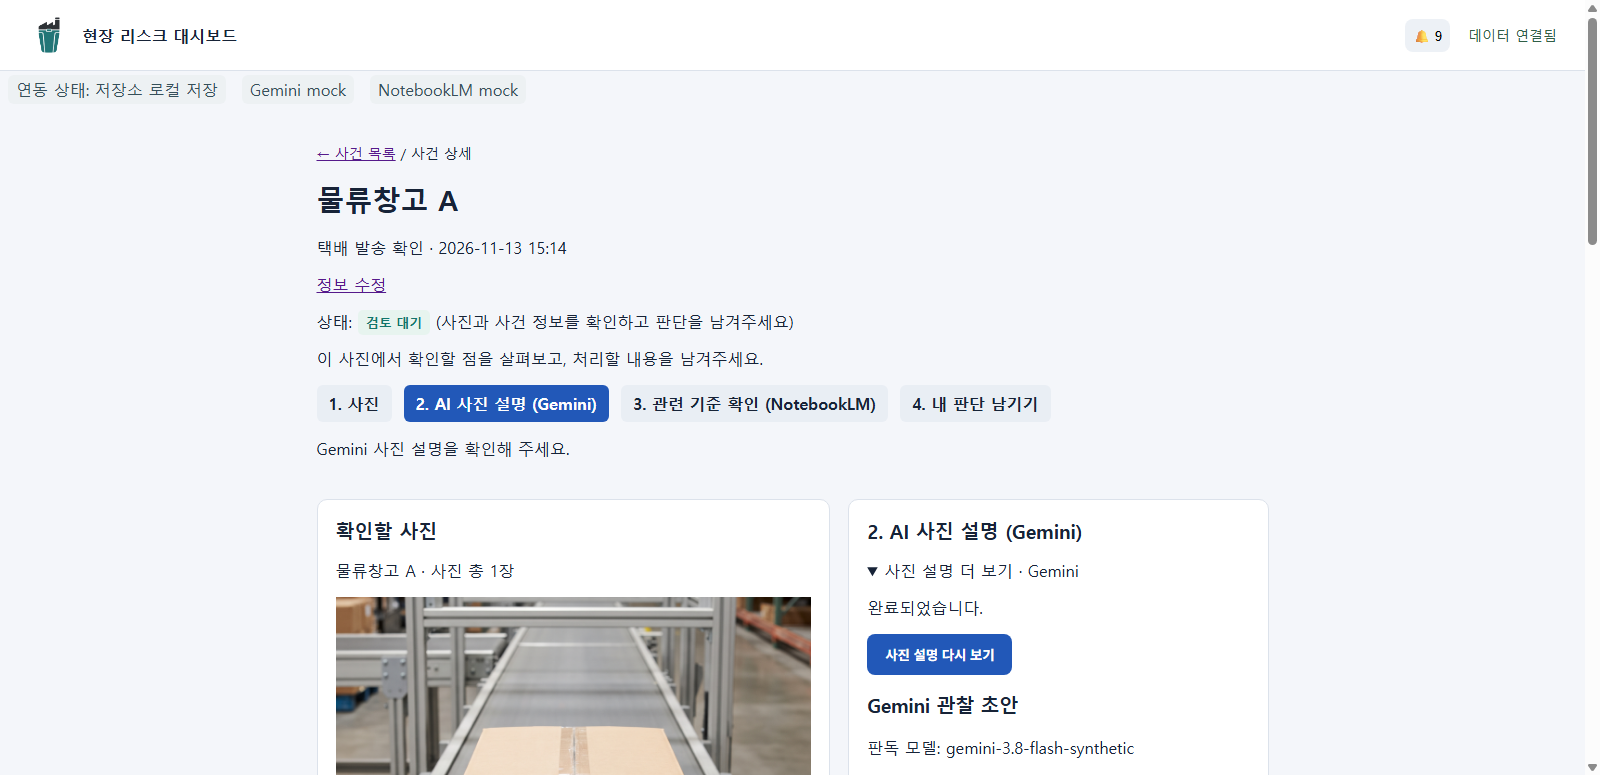 현장 리스크 대시보드
🔔 9
데이터 연결됨
연동 상태: 저장소 로컬 저장
Gemini mock
NotebookLM mock
← 사건 목록 / 사건 상세
물류창고 A
택배 발송 확인 · 2026-11-13 15:14
정보 수정
상태: 검토 대기 (사진과 사건 정보를 확인하고 판단을 남겨주세요)
이 사진에서 확인할 점을 살펴보고, 처리할 내용을 남겨주세요.
1. 사진
2. AI 사진 설명 (Gemini)
3. 관련 기준 확인 (NotebookLM)
4. 내 판단 남기기
Gemini 사진 설명을 확인해 주세요.
확인할 사진
물류창고 A · 사진 총 1장
2. AI 사진 설명 (Gemini)
▼ 사진 설명 더 보기 · Gemini
완료되었습니다.
사진 설명 다시 보기
Gemini 관찰 초안
판독 모델: gemini-3.8-flash-synthetic